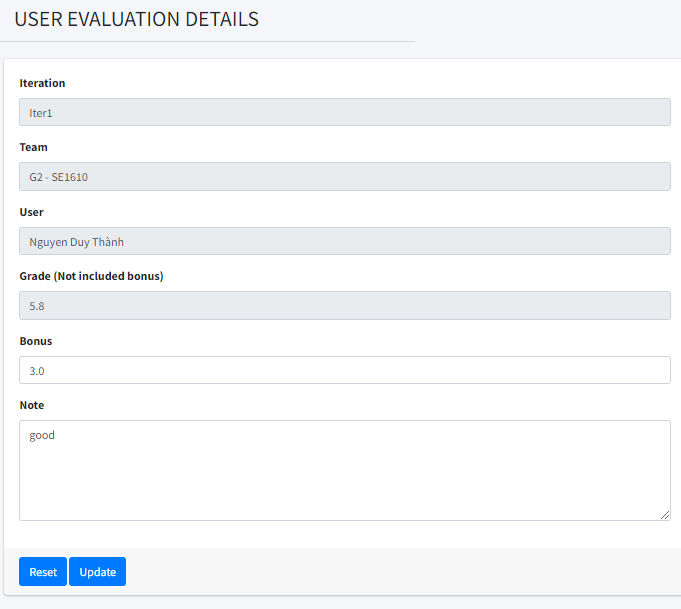 USER EVALUATION DETAILS
Iteration
Iter1
Team
G2 - SE1610
User
Nguyen Duy Thành
Grade (Not included bonus)
5.8
Bonus
3.0
Note
good
Reset Update